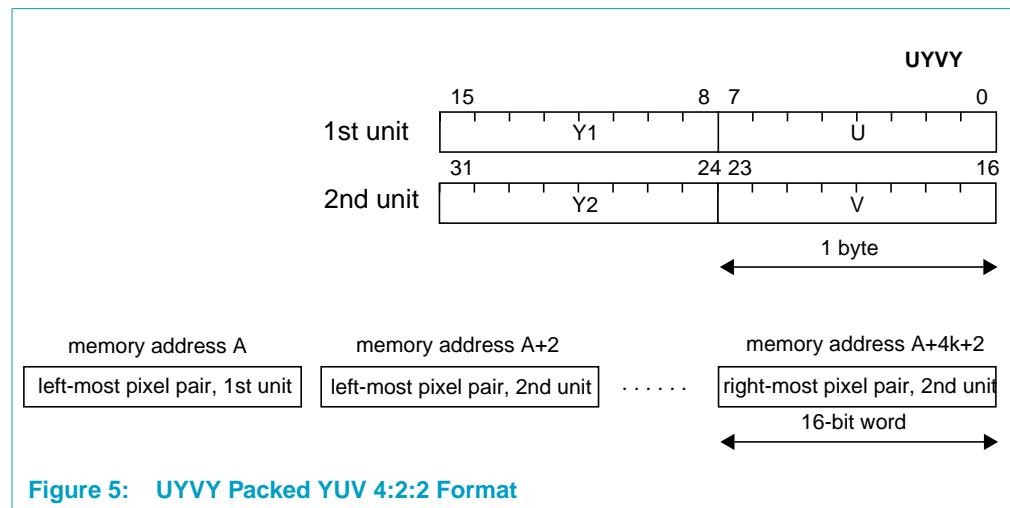 UYVY
15 8 7 0
1st unit Y1 U
31 24 23 16
2nd unit Y2 V
1 byte
memory address A memory address A+2 memory address A+4k+2
left-most pixel pair, 1st unit left-most pixel pair, 2nd unit . . . . . . right-most pixel pair, 2nd unit
16-bit word
Figure 5: UYVY Packed YUV 4:2:2 Format